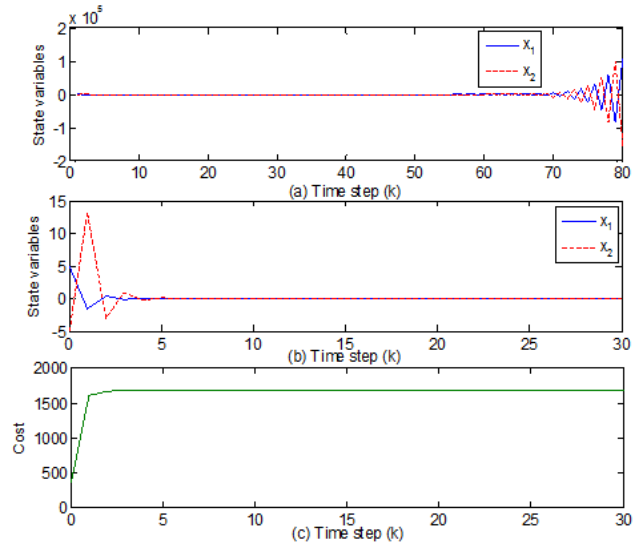 2 x 10⁵
1
0
-1
-2
State variables
X₁
X₂
0 10 20 30 40 50 60 70 80
(a) Time step (k)
15
10
5
0
-5
State variables
X₁
X₂
0 5 10 15 20 25 30
(b) Time step (k)
2000
1500
1000
500
0
Cost
0 5 10 15 20 25 30
(c) Time step (k)